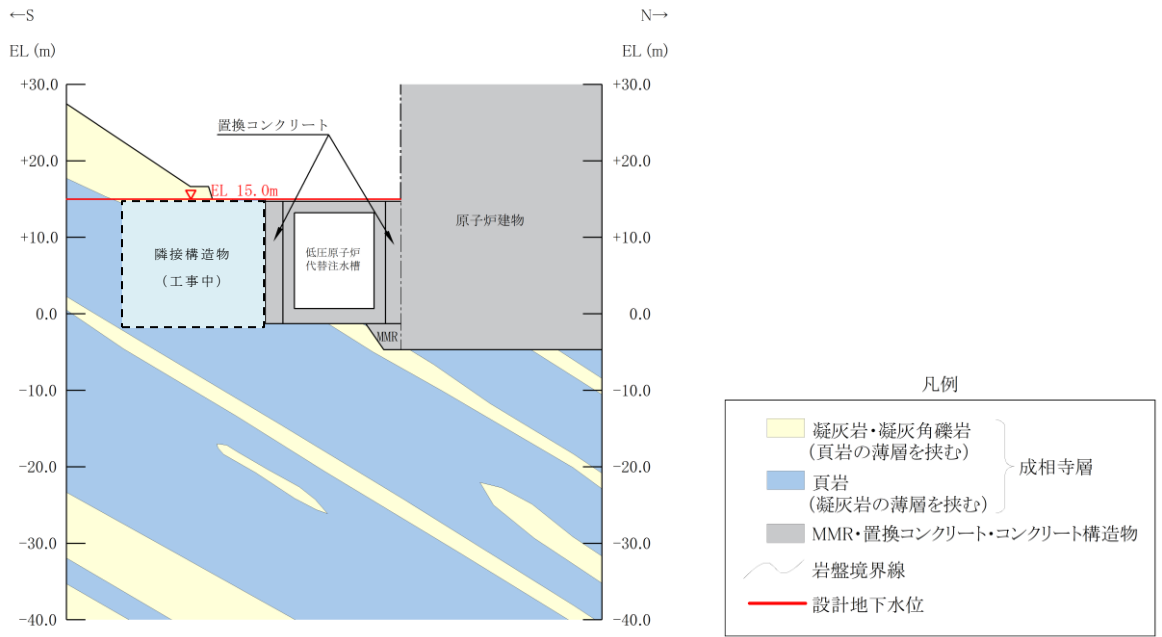 ←S
N→
EL (m)
EL (m)
+30.0
+30.0
置換コンクリート
+20.0
+20.0
EL 15.0m
+10.0
+10.0
隣接構造物
(工事中)
低圧原子炉
代替注水槽
原子炉建物
0.0
0.0
MMR
−10.0
−10.0
−20.0
−20.0
−30.0
−30.0
−40.0
−40.0
凡例
凝灰岩・凝灰角礫岩
(頁岩の薄層を挟む)
成相寺層
頁岩
(凝灰岩の薄層を挟む)
MMR・置換コンクリート・コンクリート構造物
岩盤境界線
設計地下水位